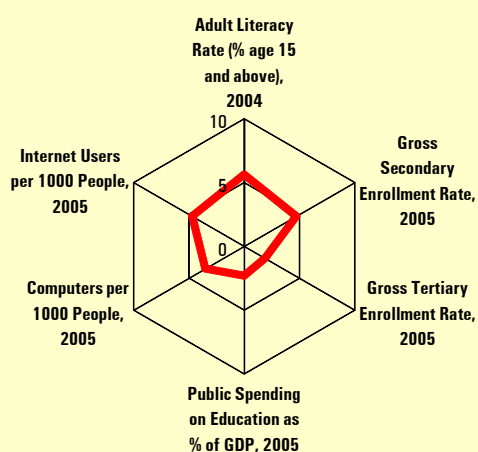 Adult Literacy
Rate (% age 15
and above),
2004
10
5
0
Gross
Secondary
Enrollment Rate,
2005
Gross Tertiary
Enrollment Rate,
2005
Public Spending
on Education as
% of GDP, 2005
Computers per
1000 People,
2005
Internet Users
per 1000 People,
2005